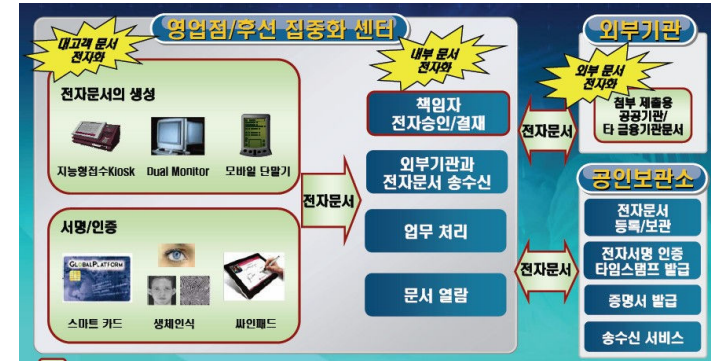 영업점/후선 집중화 센터
대고객 문서
전자화
전자문서의 생성
지능형접수Kiosk Dual Monitor 모바일 단말기
서명/인증
GLOBALPLATFORM
스마트 카드 생체인식 싸인패드
전자문서
내부 문서
전자화
책임자
전자승인/결재
외부기관과
전자문서 송수신
업무 처리
문서 열람
전자문서
전자문서
외부기관
외부 문서
전자화
첨부 제출용
공공기관/
타 금융기관문서
공인보관소
전자문서
등록/보관
전자서명 인증
타임스탬프 발급
증명서 발급
송수신 서비스